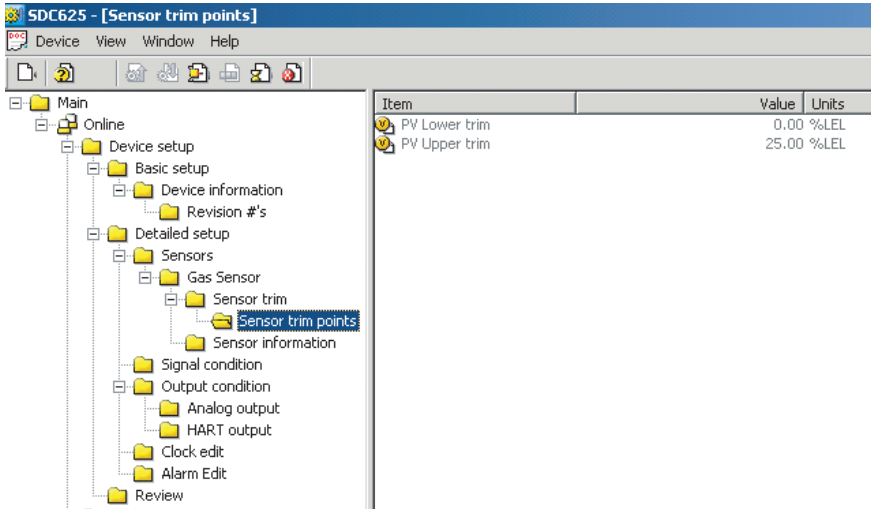 SDC625 - [Sensor trim points]
Device View Window Help
Main
Online
Device setup
Basic setup
Device information
Revision #'s
Detailed setup
Sensors
Gas Sensor
Sensor trim
Sensor trim points
Sensor information
Signal condition
Output condition
Analog output
HART output
Clock edit
Alarm Edit
Review
Item Value Units
PV Lower trim 0.00 %LEL
PV Upper trim 25.00 %LEL